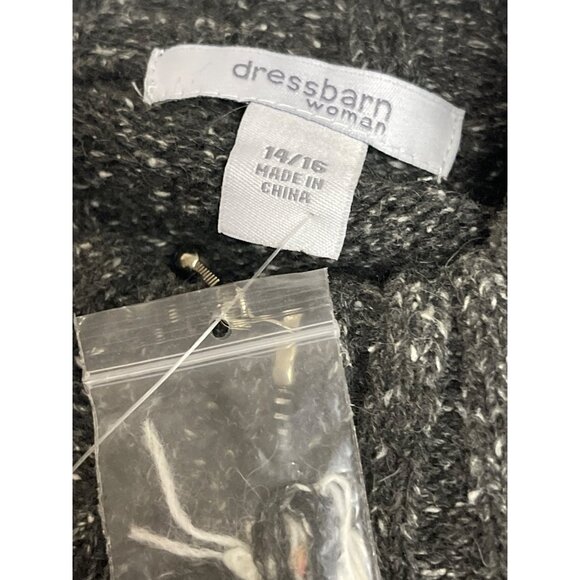 dressbarn
woman
14/16
MADE IN
CHINA